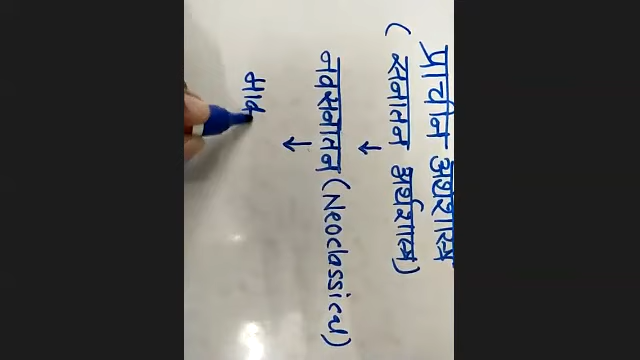 प्राचीन अर्थशास्त्र
(सनातन अर्थशास्त्र)
↓
नवसनातन (Neoclassical)
↓